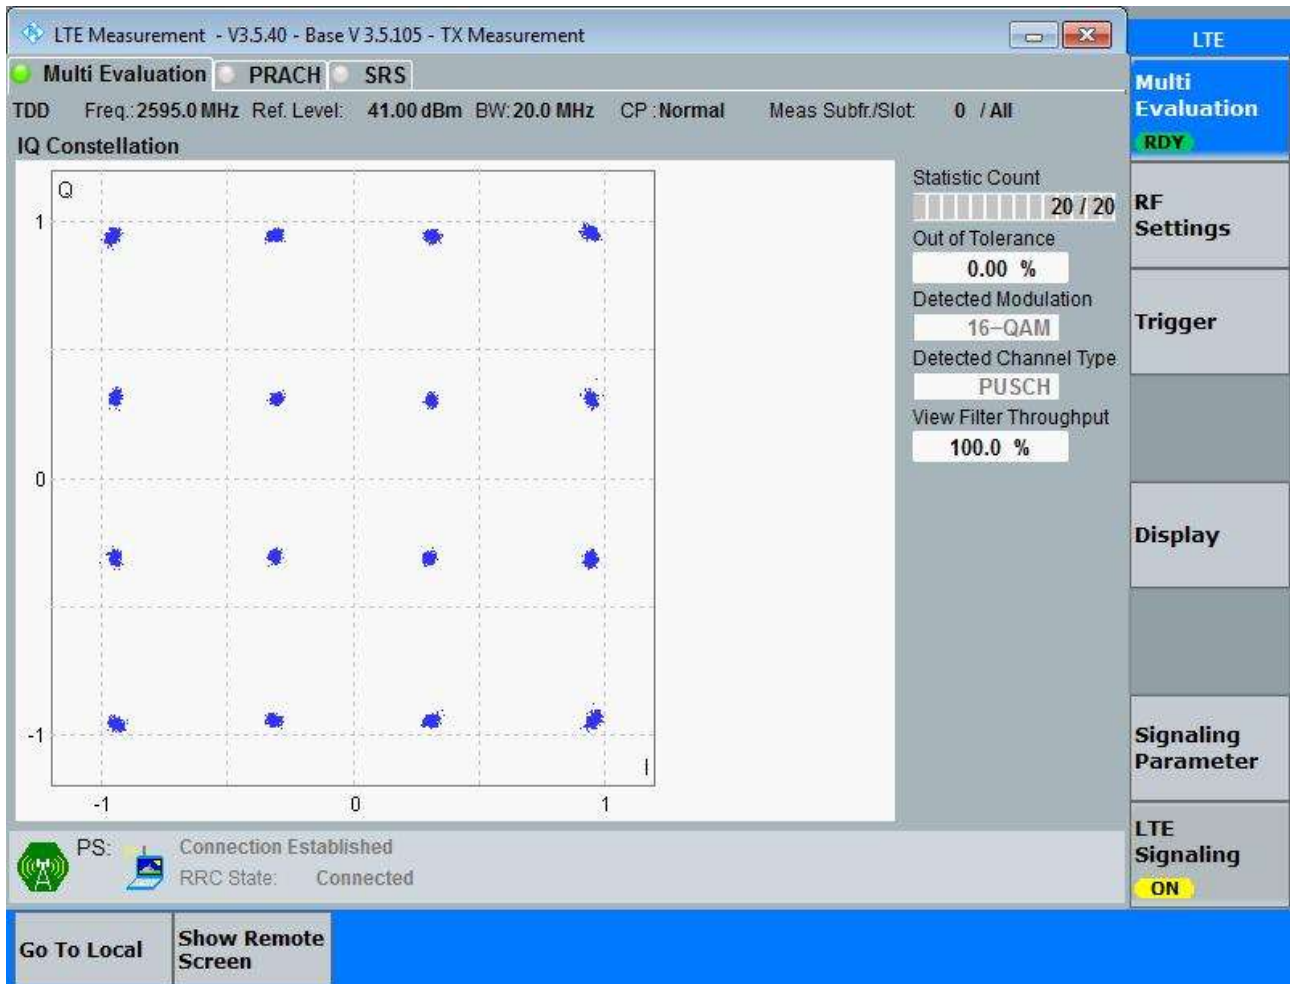 LTE Measurement - V3.5.40 - Base V 3.5.105 - TX Measurement
LTE
Multi Evaluation PRACH SRS
TDD Freq.: 2595.0 MHz Ref. Level: 41.00 dBm BW: 20.0 MHz CP : Normal Meas Subfr./Slot: 0 / All
IQ Constellation
Q
1
0
-1
-1 0 1
I
Statistic Count
20 / 20
Out of Tolerance
0.00 %
Detected Modulation
16-QAM
Detected Channel Type
PUSCH
View Filter Throughput
100.0 %
Multi
Evaluation
RDY
RF
Settings
Trigger
Display
Signaling
Parameter
LTE
Signaling
ON
PS: Connection Established
RRC State: Connected
Go To Local
Show Remote
Screen